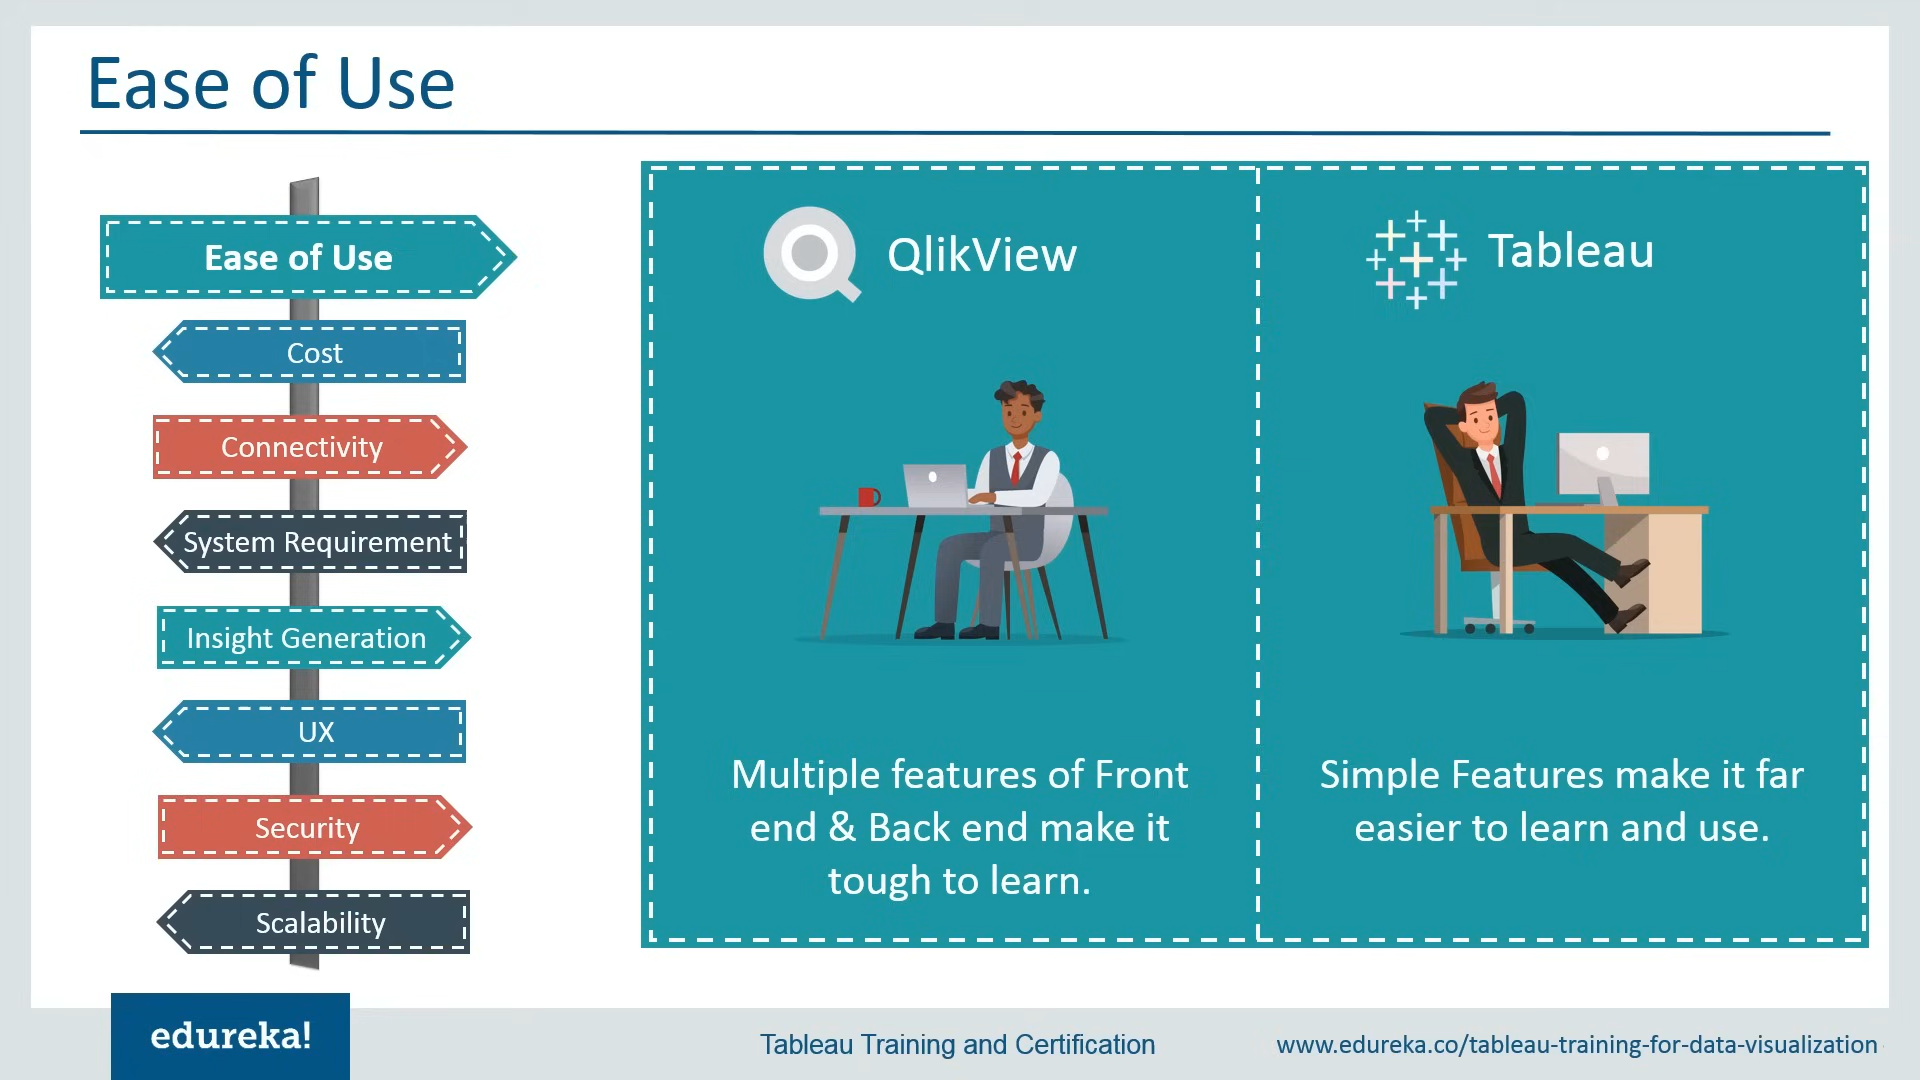 Ease of Use
Ease of Use
Cost
Connectivity
System Requirement
Insight Generation
UX
Security
Scalability
QlikView
Multiple features of Front
end & Back end make it
tough to learn.
Tableau
Simple Features make it far
easier to learn and use.
edureka!
Tableau Training and Certification
www.edureka.co/tableau-training-for-data-visualization